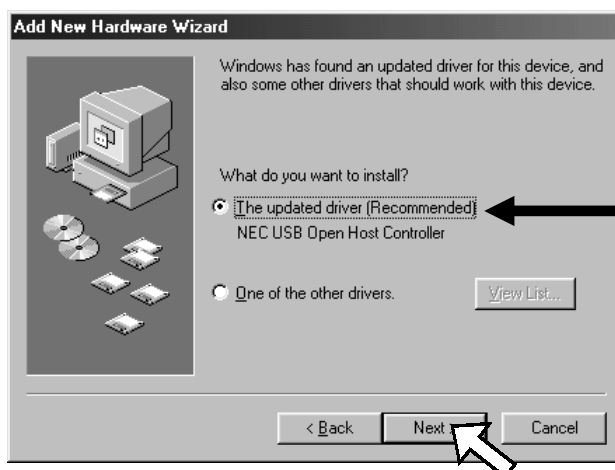 Add New Hardware Wizard
Windows has found an updated driver for this device, and
also some other drivers that should work with this device.
What do you want to install?
The updated driver (Recommended)
NEC USB Open Host Controller
One of the other drivers.
View List...
< Back
Next
Cancel